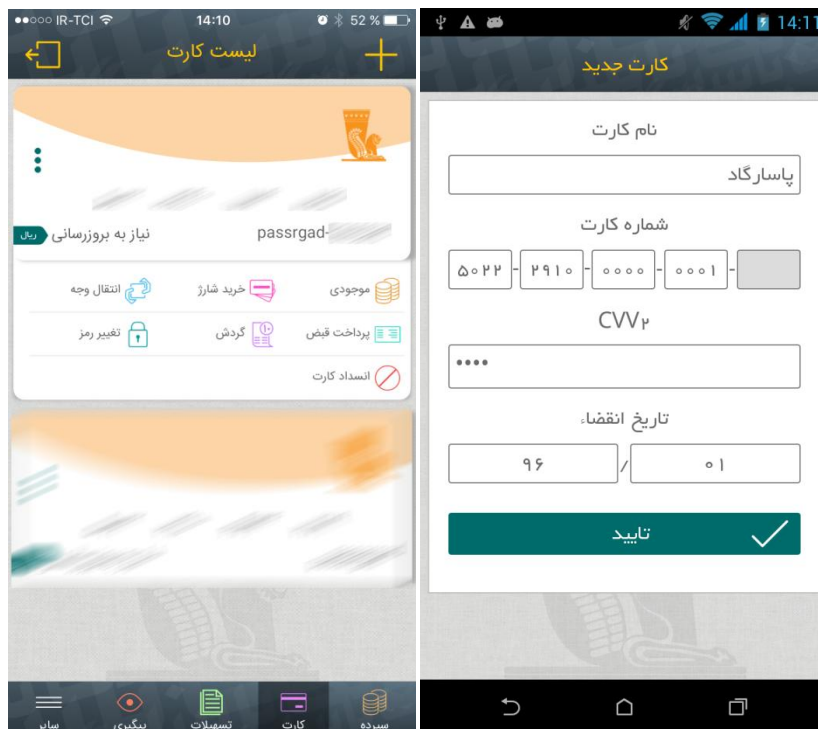 IR-TCI 14:10 52 %
لیست کارت
نیاز به بروزرسانی ریال
passrgad-
موجودی خرید شارژ انتقال وجه
پرداخت قبض گردش تغییر رمز
انسداد کارت
سپرده کارت تسهیلات پیگیری سایر
14:11
کارت جدید
نام کارت
پاسارگاد
شماره کارت
۵۰۲۲ - ۲۹۱۰ - ۰۰۰۰ - ۰۰۰۱ -
CVV۲
••••
تاریخ انقضاء
۹۶ / ۰۱
تایید